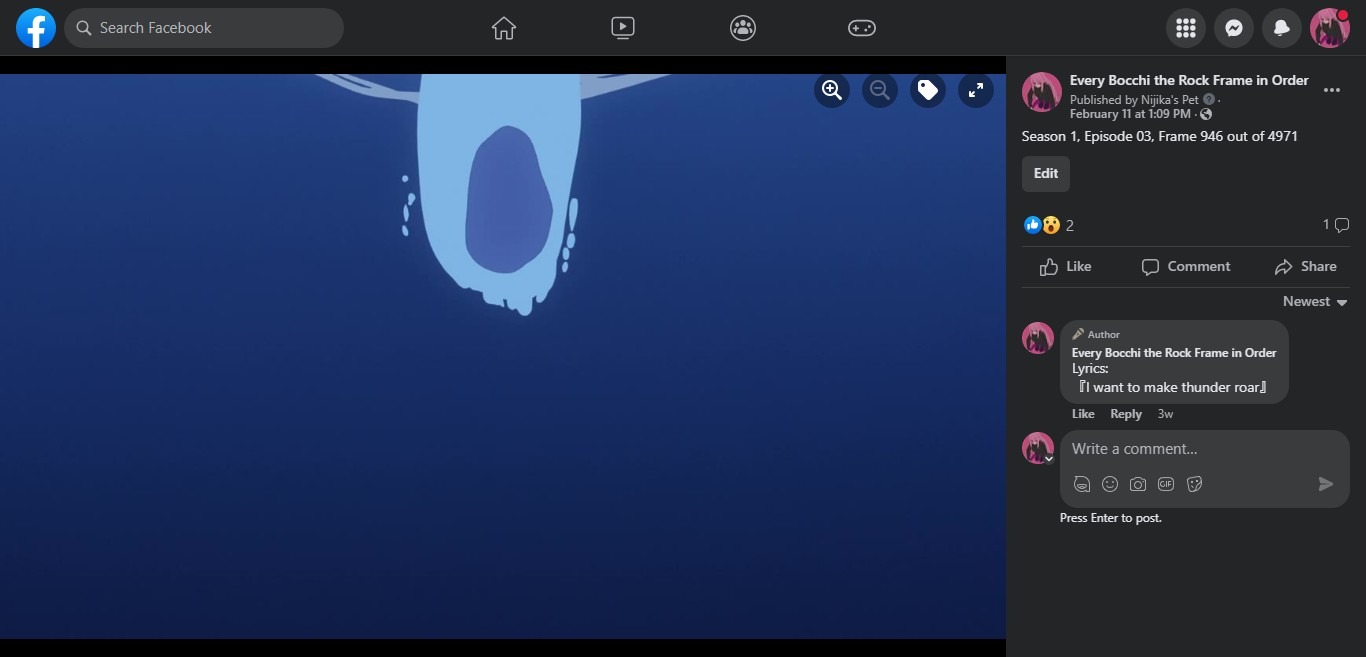 Search Facebook
Every Bocchi the Rock Frame in Order
Published by Nijika's Pet ·
February 11 at 1:09 PM ·
Season 1, Episode 03, Frame 946 out of 4971
Edit
2
1
Like Comment Share
Newest
Author
Every Bocchi the Rock Frame in Order
Lyrics:
『I want to make thunder roar』
Like Reply 3w
Write a comment...
GIF
Press Enter to post.